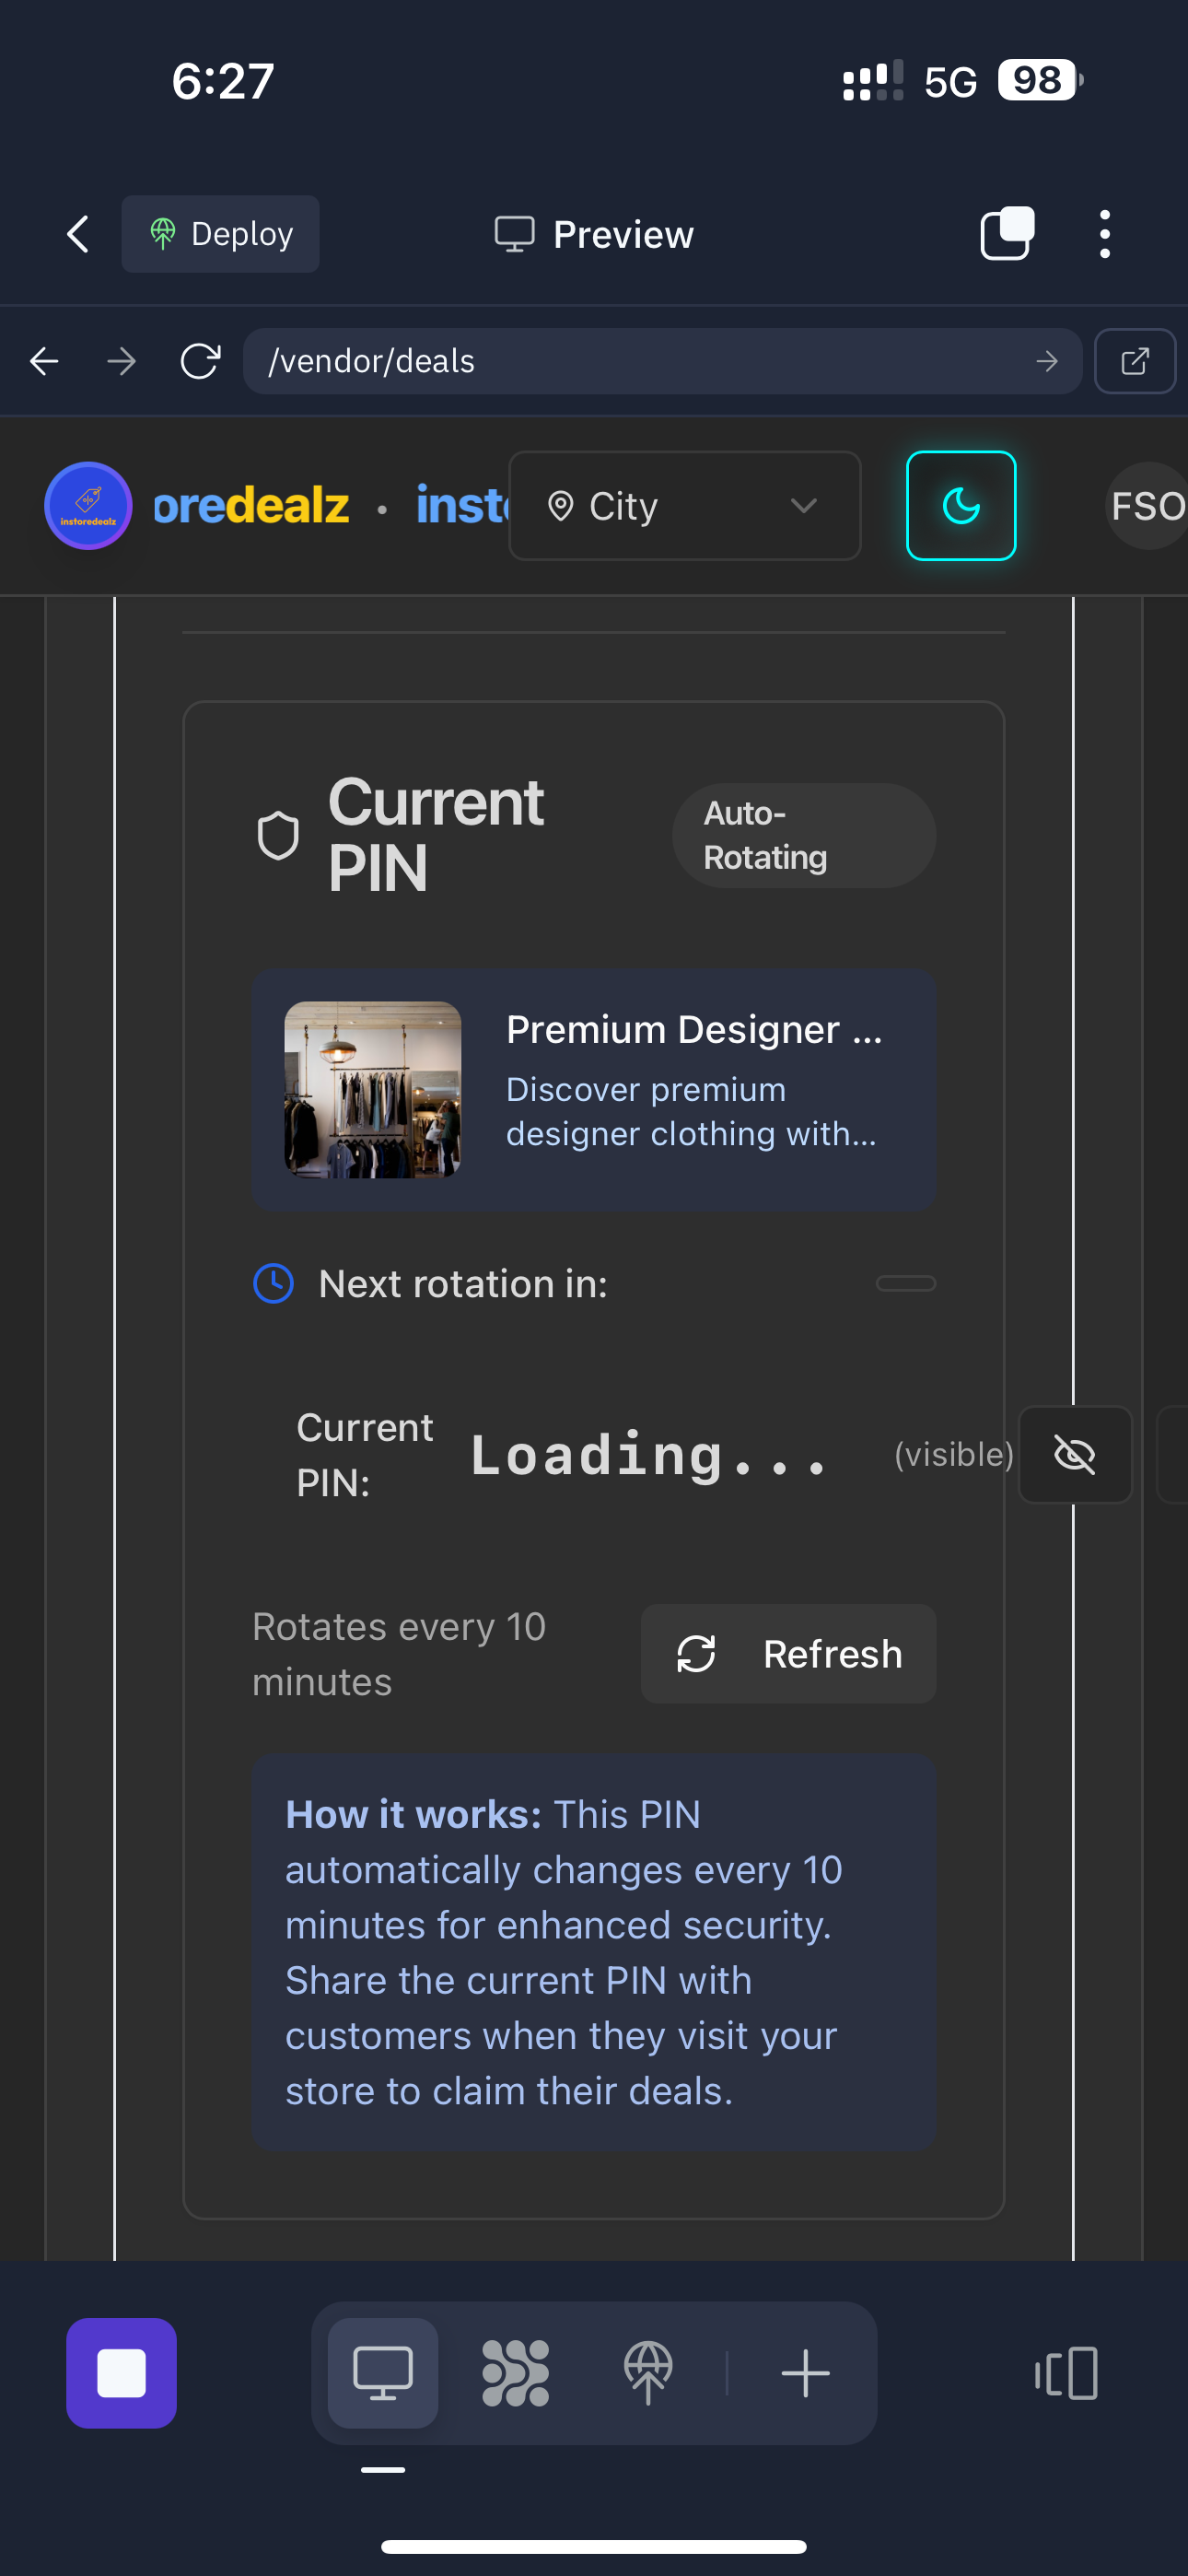 6:27
5G
98
Deploy
Preview
/vendor/deals
instoredealz
oredealz • inst
City
FSO
Current
PIN
Auto-
Rotating
Premium Designer ...
Discover premium
designer clothing with...
Next rotation in:
Current
PIN:
Loading...
(visible)
Rotates every 10
minutes
Refresh
How it works: This PIN
automatically changes every 10
minutes for enhanced security.
Share the current PIN with
customers when they visit your
store to claim their deals.